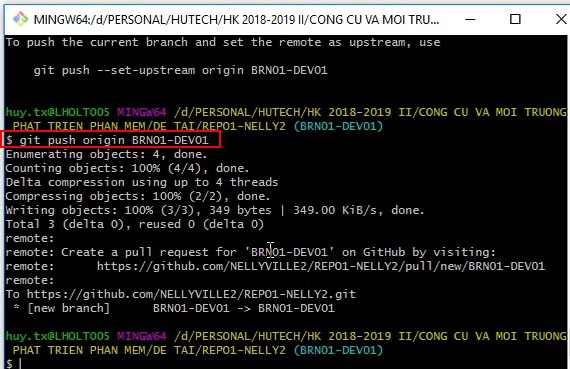 MINGW64:/d/PERSONAL/HUTECH/HK 2018-2019 II/CONG CU VA MOI TRU...
To push the current branch and set the remote as upstream, use
git push --set-upstream origin BRN01-DEV01
huy.tx@LHOLT005 MINGW64 /d/PERSONAL/HUTECH/HK 2018-2019 II/CONG CU VA MOI TRUONG
PHAT TRIEN PHAN MEM/DE TAI/REPO1-NELLY2 (BRN01-DEV01)
$ git push origin BRN01-DEV01
Enumerating objects: 4, done.
Counting objects: 100% (4/4), done.
Delta compression using up to 4 threads
Compressing objects: 100% (2/2), done.
Writing objects: 100% (3/3), 349 bytes | 349.00 KiB/s, done.
Total 3 (delta 0), reused 0 (delta 0)
remote:
remote: Create a pull request for 'BRN01-DEV01' on GitHub by visiting:
remote:      https://github.com/NELLYVILLE2/REPO1-NELLY2/pull/new/BRN01-DEV01
remote:
To https://github.com/NELLYVILLE2/REPO1-NELLY2.git
* [new branch]      BRN01-DEV01 -> BRN01-DEV01
huy.tx@LHOLT005 MINGW64 /d/PERSONAL/HUTECH/HK 2018-2019 II/CONG CU VA MOI TRUONG
PHAT TRIEN PHAN MEM/DE TAI/REPO1-NELLY2 (BRN01-DEV01)
$